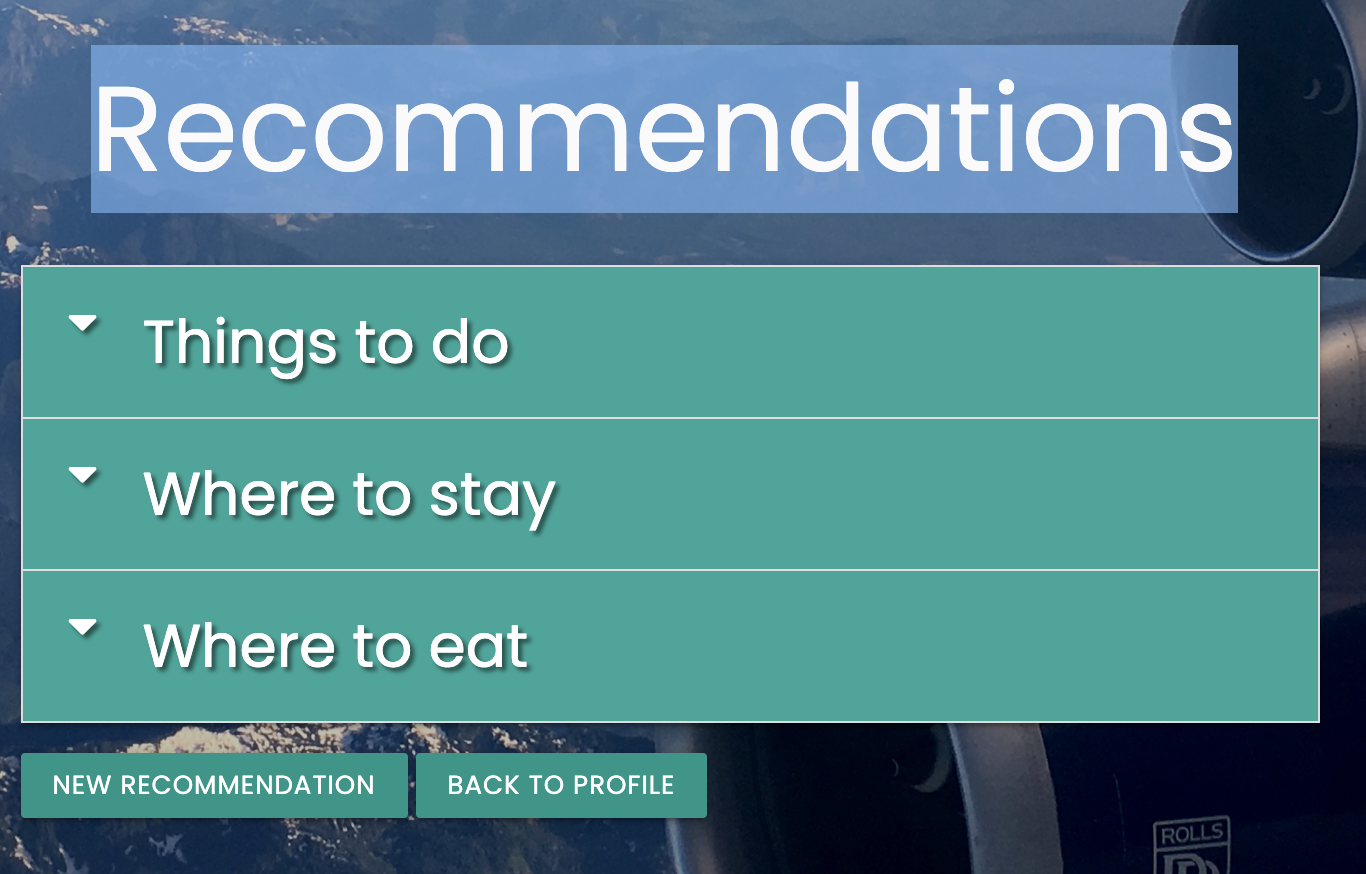 Recommendations
Things to do
Where to stay
Where to eat
NEW RECOMMENDATION
BACK TO PROFILE
ROLLS